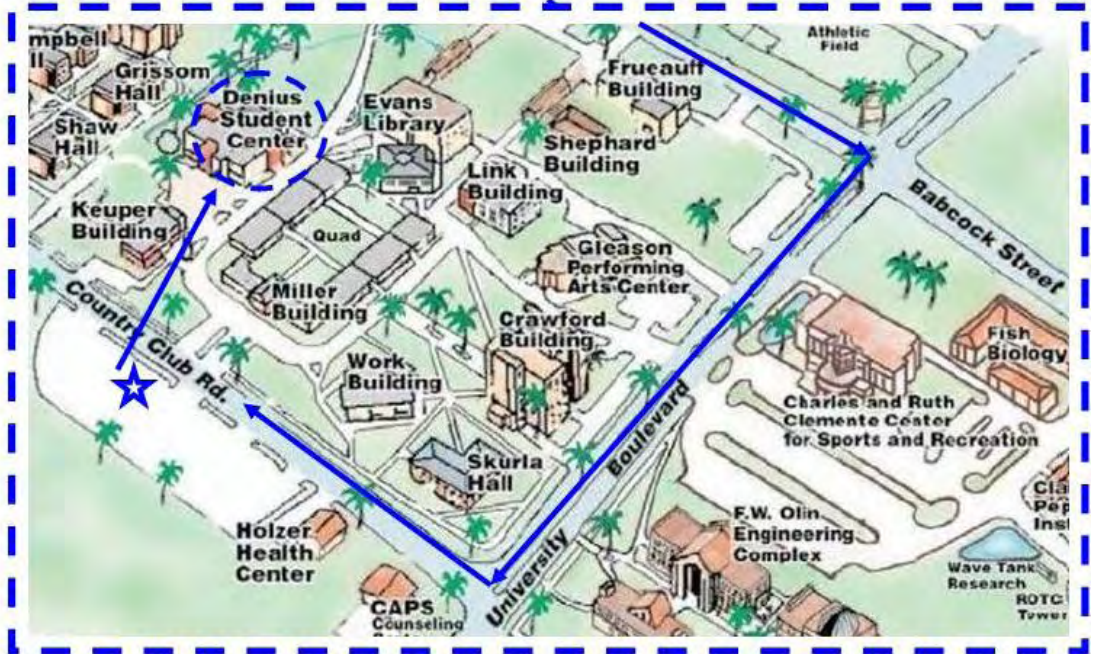 Athletic
Field
Grissom
Hall
Denius
Student
Center
Evans
Library
Frueauff
Building
Shaw
Hall
Shephard
Building
Link
Building
Keuper
Building
Quad
Babcock Street
Gleason
Performing
Arts Center
Miller
Building
Country Club Rd.
Crawford
Building
Fish
Biology
Work
Building
Charles and Ruth
Clemente Center
for Sports and Recreation
University Boulevard
Skurla
Hall
Holzer
Health
Center
F.W. Olin
Engineering
Complex
Wave Tank
Research
ROTC
Tower
CAPS
Counseling